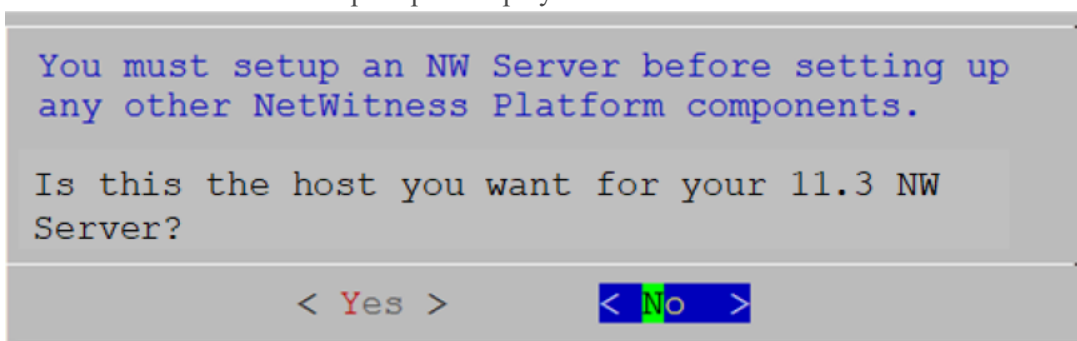 You must setup an NW Server before setting up
any other NetWitness Platform components.
Is this the host you want for your 11.3 NW
Server?
< Yes > < No >